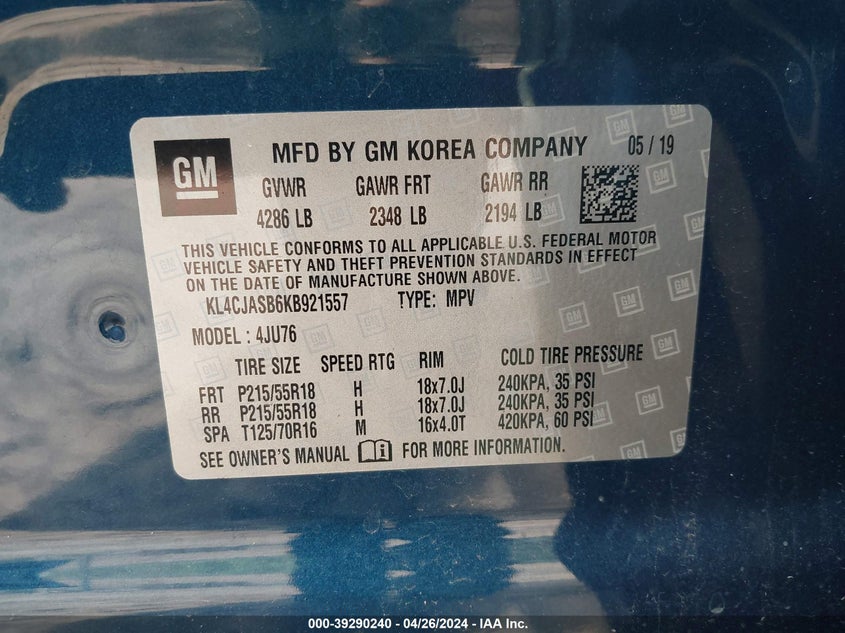 GM MFD BY GM KOREA COMPANY 05 / 19
GVWR GAWR FRT GAWR RR
4286 LB 2348 LB 2194 LB
THIS VEHICLE CONFORMS TO ALL APPLICABLE U.S. FEDERAL MOTOR
VEHICLE SAFETY AND THEFT PREVENTION STANDARDS IN EFFECT
ON THE DATE OF MANUFACTURE SHOWN ABOVE.
KL4CJASB6KB921557 TYPE: MPV
MODEL : 4JU76
TIRE SIZE SPEED RTG RIM COLD TIRE PRESSURE
FRT P215/55R18 H 18x7.0J 240KPA, 35 PSI
RR P215/55R18 H 18x7.0J 240KPA, 35 PSI
SPA T125/70R16 M 16x4.0T 420KPA, 60 PSI
SEE OWNER'S MANUAL FOR MORE INFORMATION.
000-39290240 - 04/26/2024 - IAA Inc.